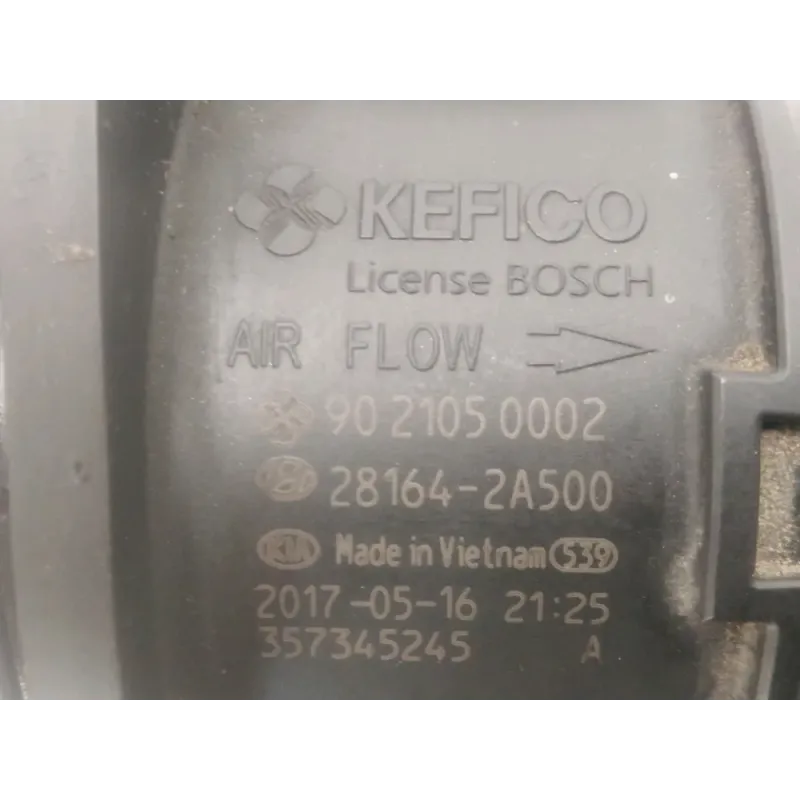 KEFICO
License BOSCH
AIR FLOW
90 2105 0002
28164-2A500
KIA Made in Vietnam 539
2017-05-16 21:25
357345245 A